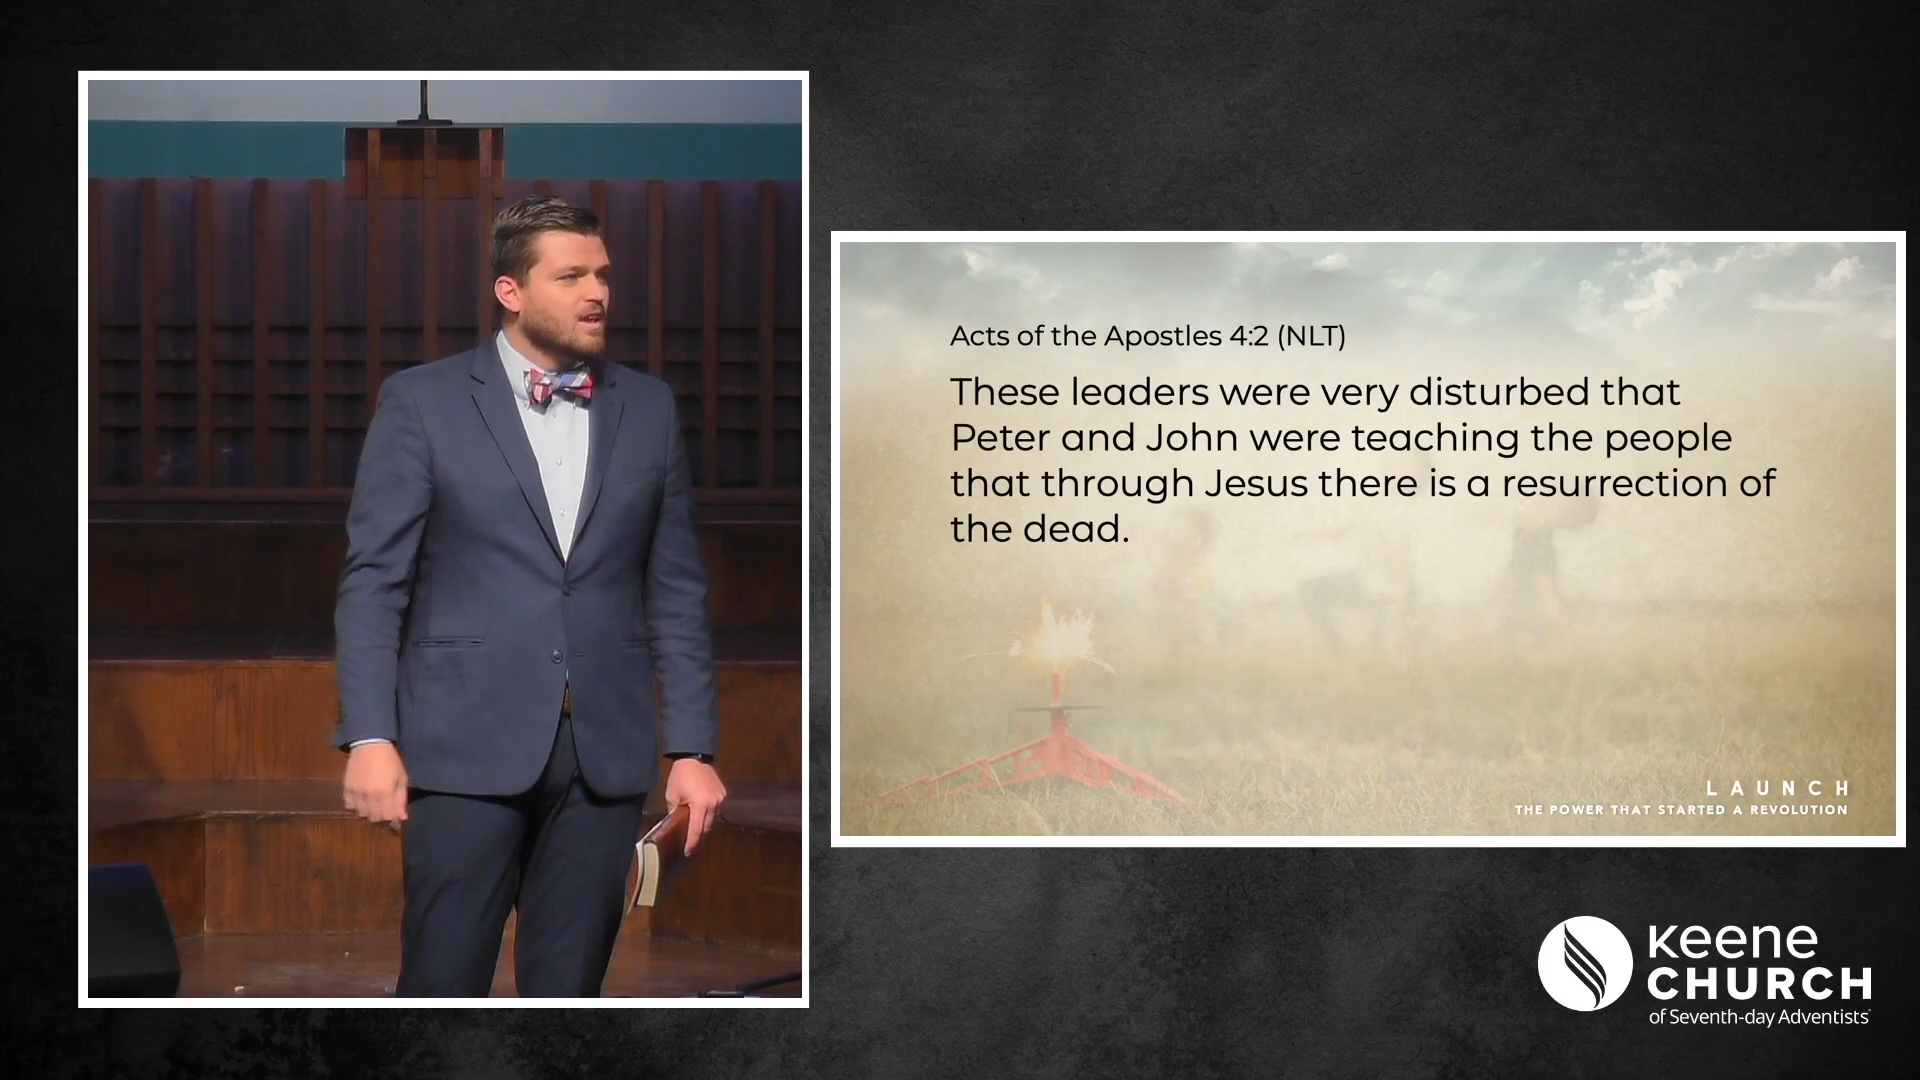 Acts of the Apostles 4:2 (NLT)
These leaders were very disturbed that
Peter and John were teaching the people
that through Jesus there is a resurrection of
the dead.
LAUNCH
THE POWER THAT STARTED A REVOLUTION
Keene
CHURCH
of Seventh-day Adventists